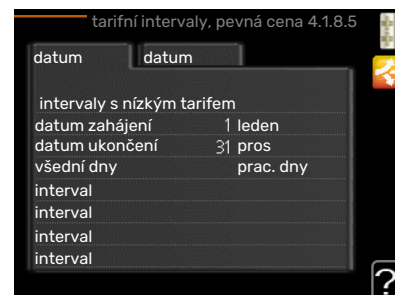 tarifní intervaly, pevná cena 4.1.8.5
datum datum
intervaly s nízkým tarifem
datum zahájení 1 leden
datum ukončení 31 pros
všední dny prac. dny
interval
interval
interval
interval
?